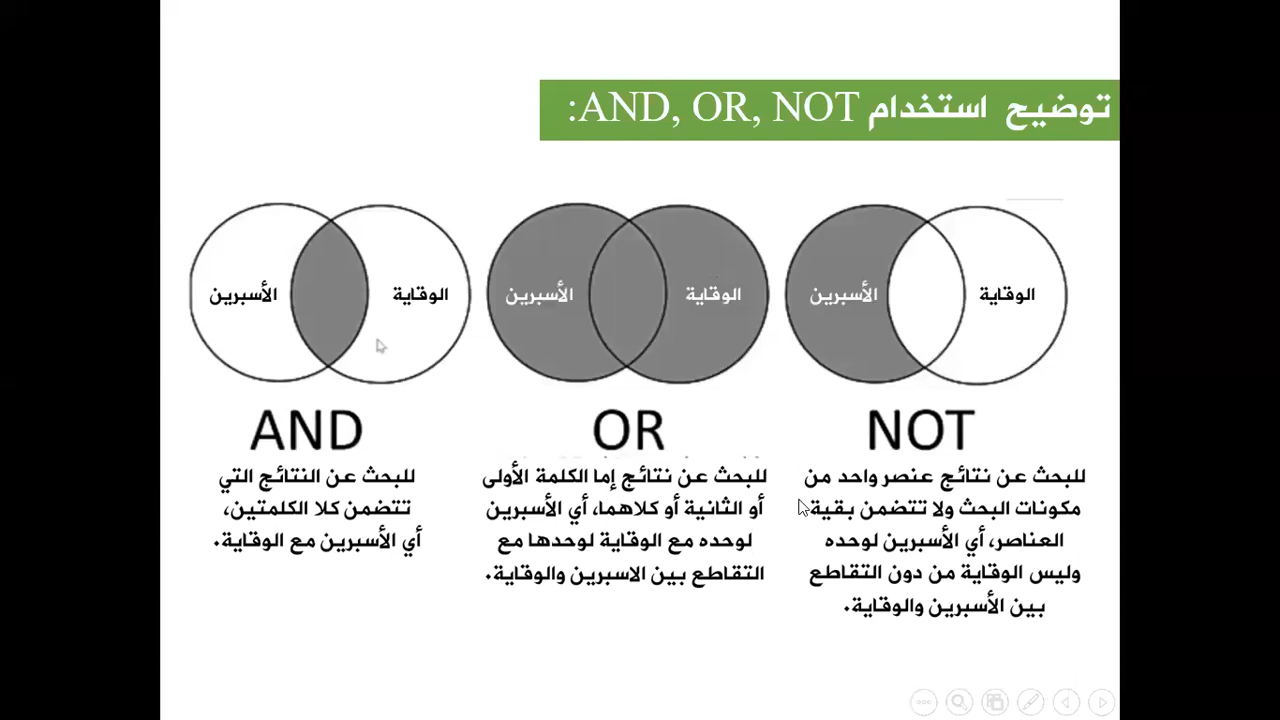 توضيح استخدام AND, OR, NOT:
الأسبرين
الوقاية
AND
للبحث عن النتائج التي
تتضمن كلا الكلمتين،
أي الأسبرين مع الوقاية.
الأسبرين
الوقاية
OR
للبحث عن نتائج إما الكلمة الأولى
أو الثانية أو كلاهما، أي الأسبرين
لوحده مع الوقاية لوحدها مع
التقاطع بين الاسبرين والوقاية.
الأسبرين
الوقاية
NOT
للبحث عن نتائج عنصر واحد من
مكونات البحث ولا تتضمن بقية
العناصر، أي الأسبرين لوحده
وليس الوقاية من دون التقاطع
بين الأسبرين والوقاية.